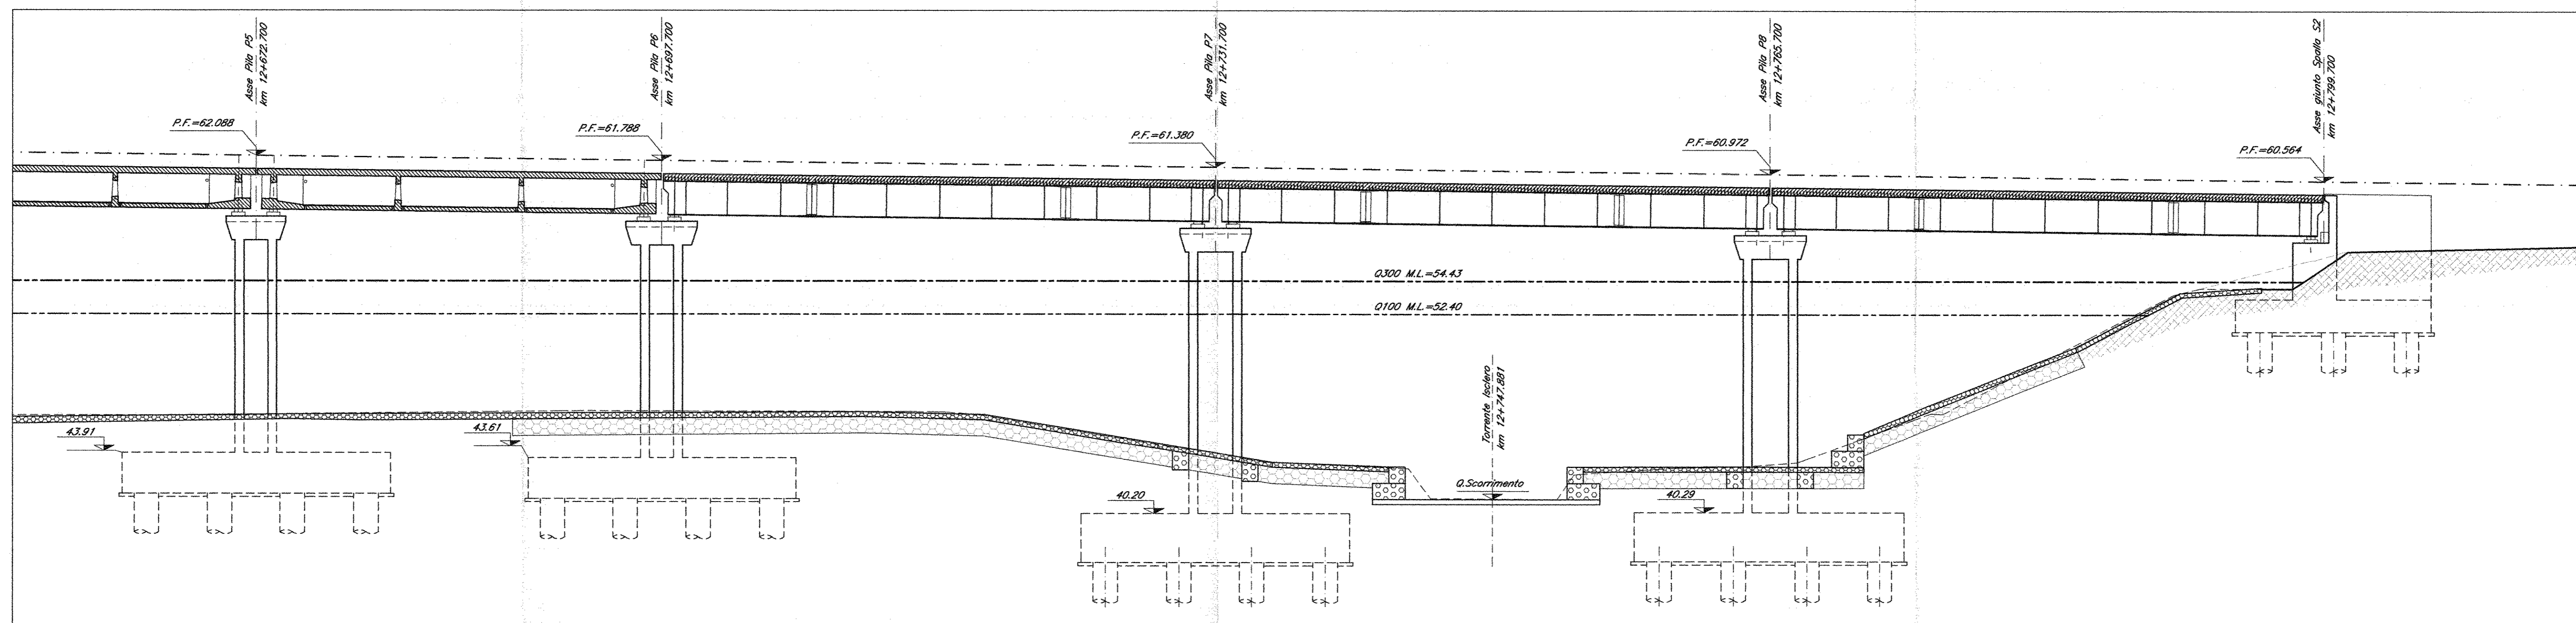 Asse Pila P5
km 12+672.700
Asse Pila P6
km 12+697.700
Asse Pila P7
km 12+731.700
Asse Pila P8
km 12+765.700
Asse giunto Spalla S2
km 12+799.700
P.F.=62.088
P.F.=61.788
P.F.=61.380
P.F.=60.972
P.F.=60.564
Q300 M.L.=54.43
Q100 M.L.=52.40
Torrente Isclero
km 12+747.881
43.91
43.61
Q.Scorrimento
40.20
40.29